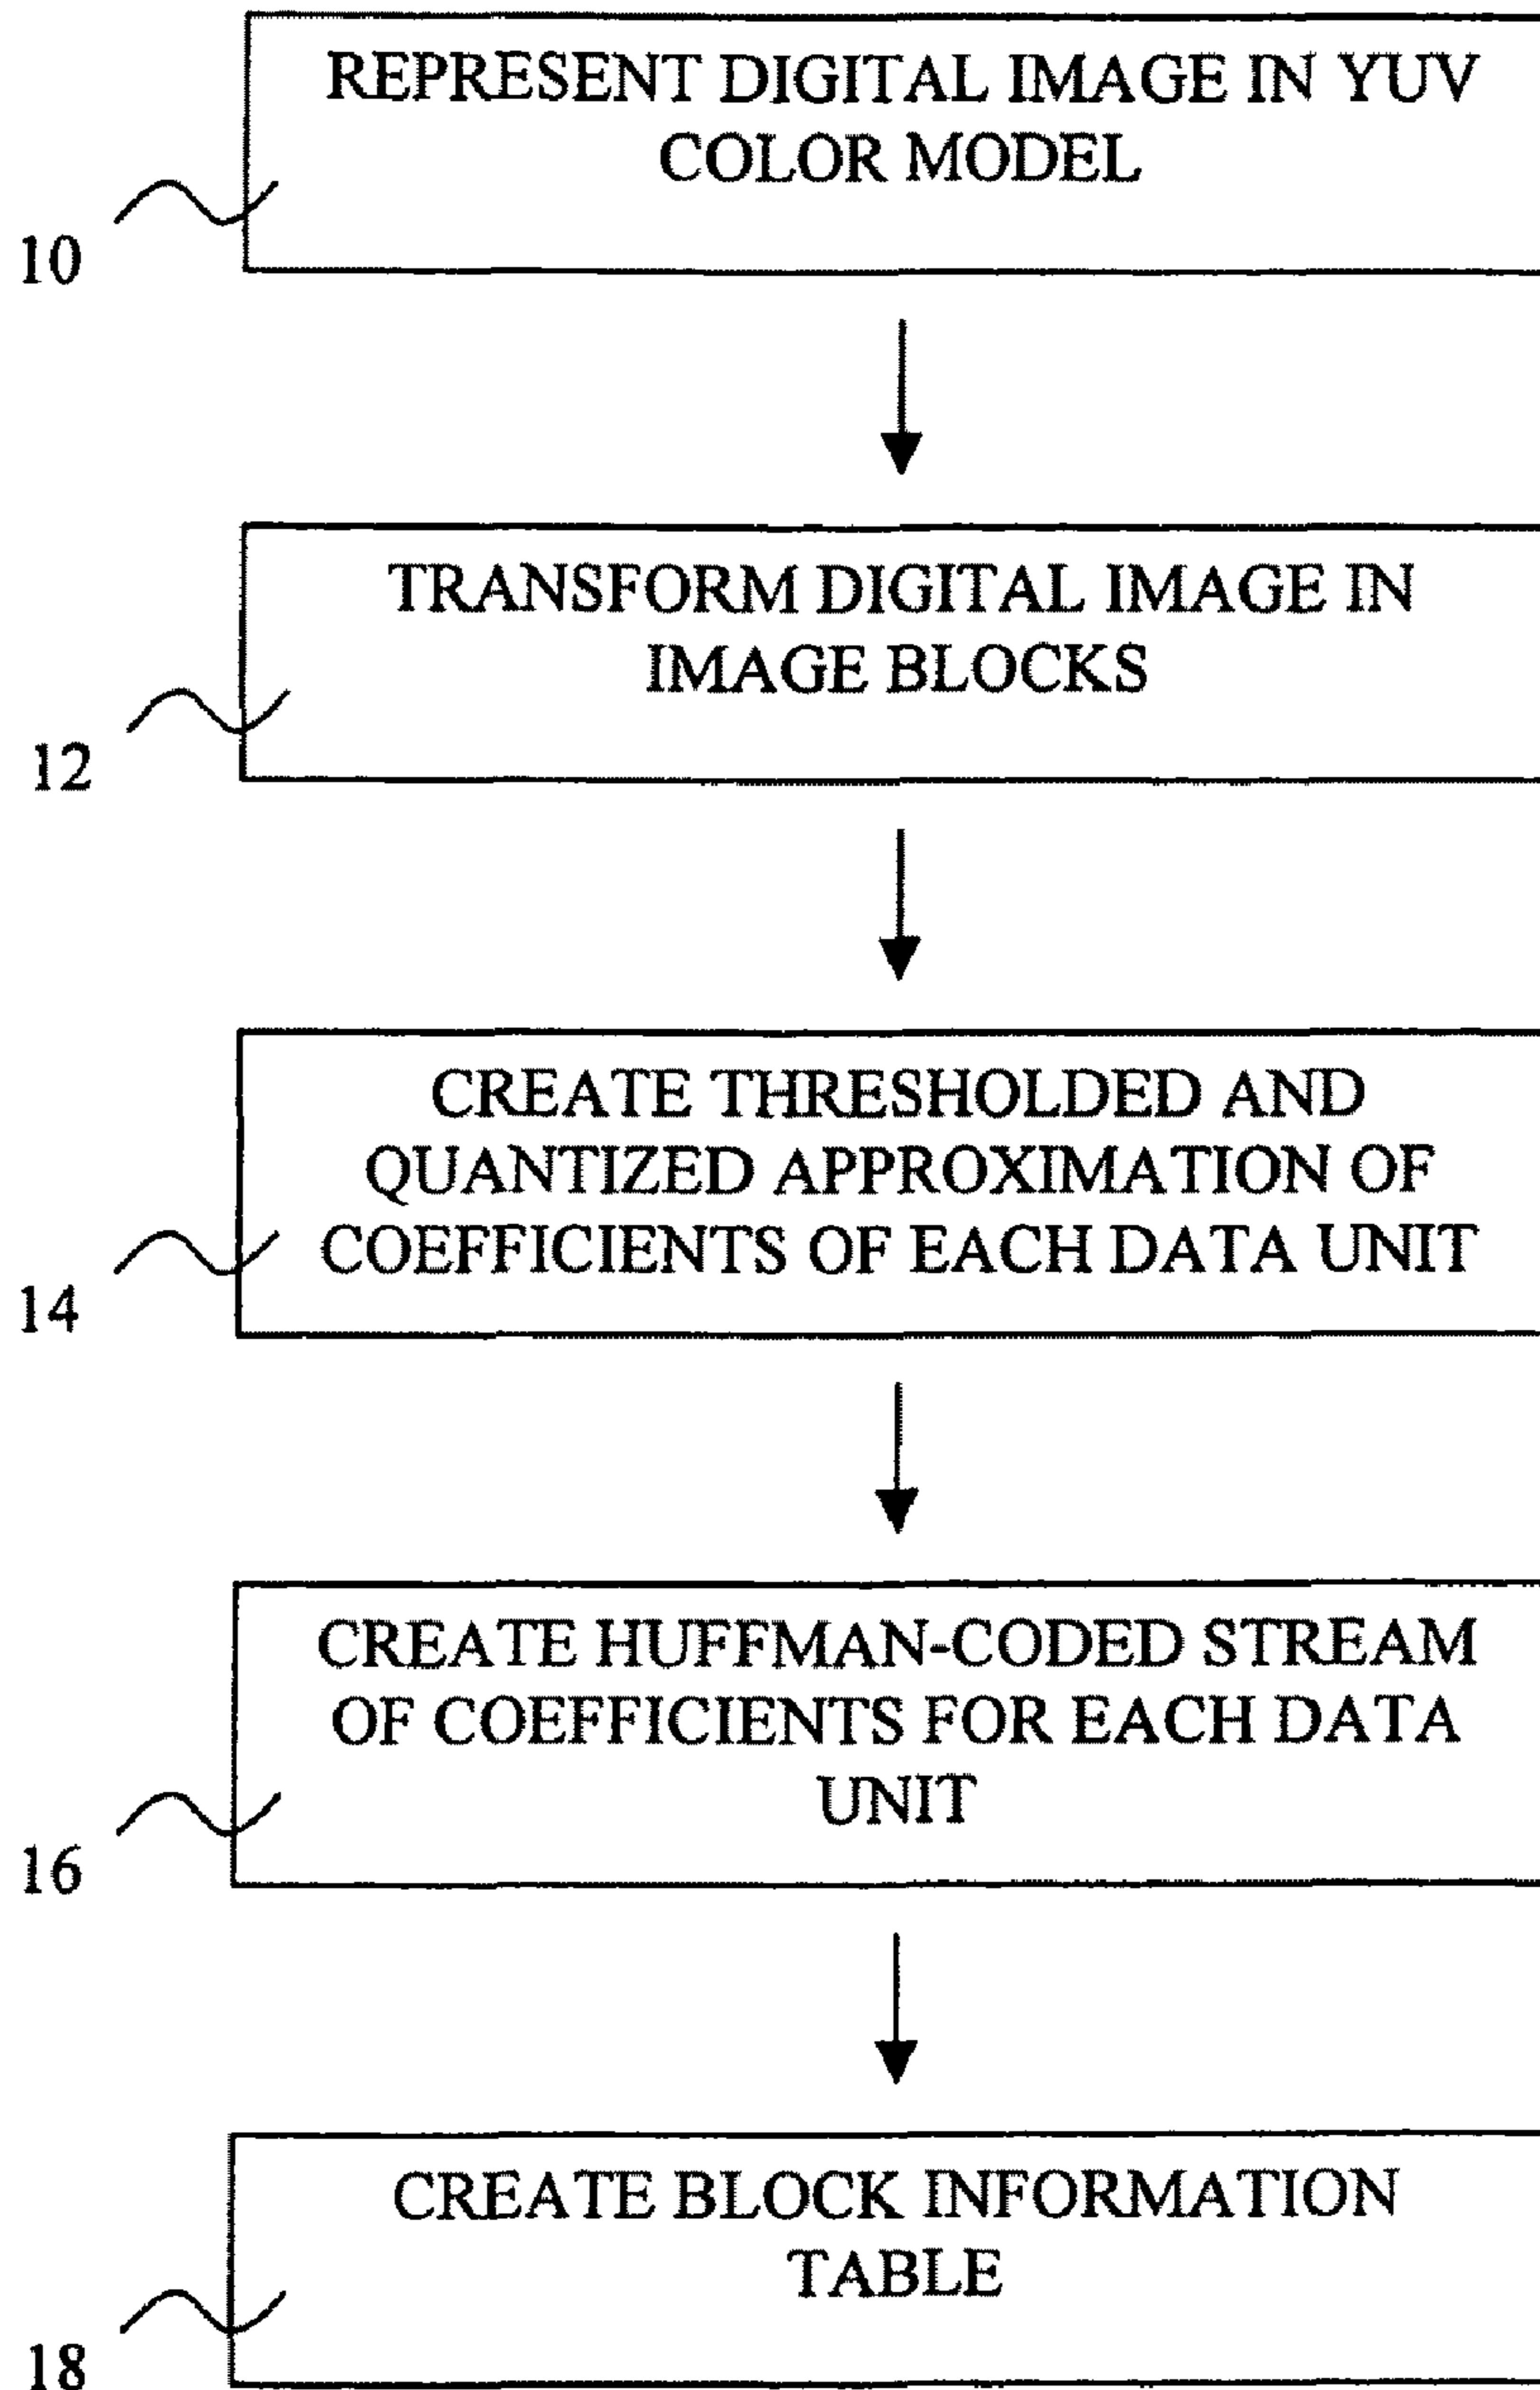 REPRESENT DIGITAL IMAGE IN YUV
COLOR MODEL
10
TRANSFORM DIGITAL IMAGE IN
IMAGE BLOCKS
12
CREATE THRESHOLDED AND
QUANTIZED APPROXIMATION OF
COEFFICIENTS OF EACH DATA UNIT
14
CREATE HUFFMAN-CODED STREAM
OF COEFFICIENTS FOR EACH DATA
UNIT
16
CREATE BLOCK INFORMATION
TABLE
18